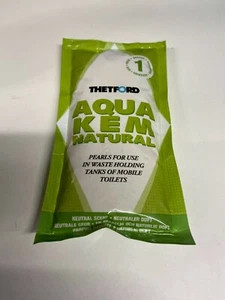 THETFORD
1
AQUA
KEM
NATURAL
PEARLS FOR USE
IN WASTE HOLDING
TANKS OF MOBILE
TOILETS
NEUTRAL SCENT • NEUTRALER DUFT